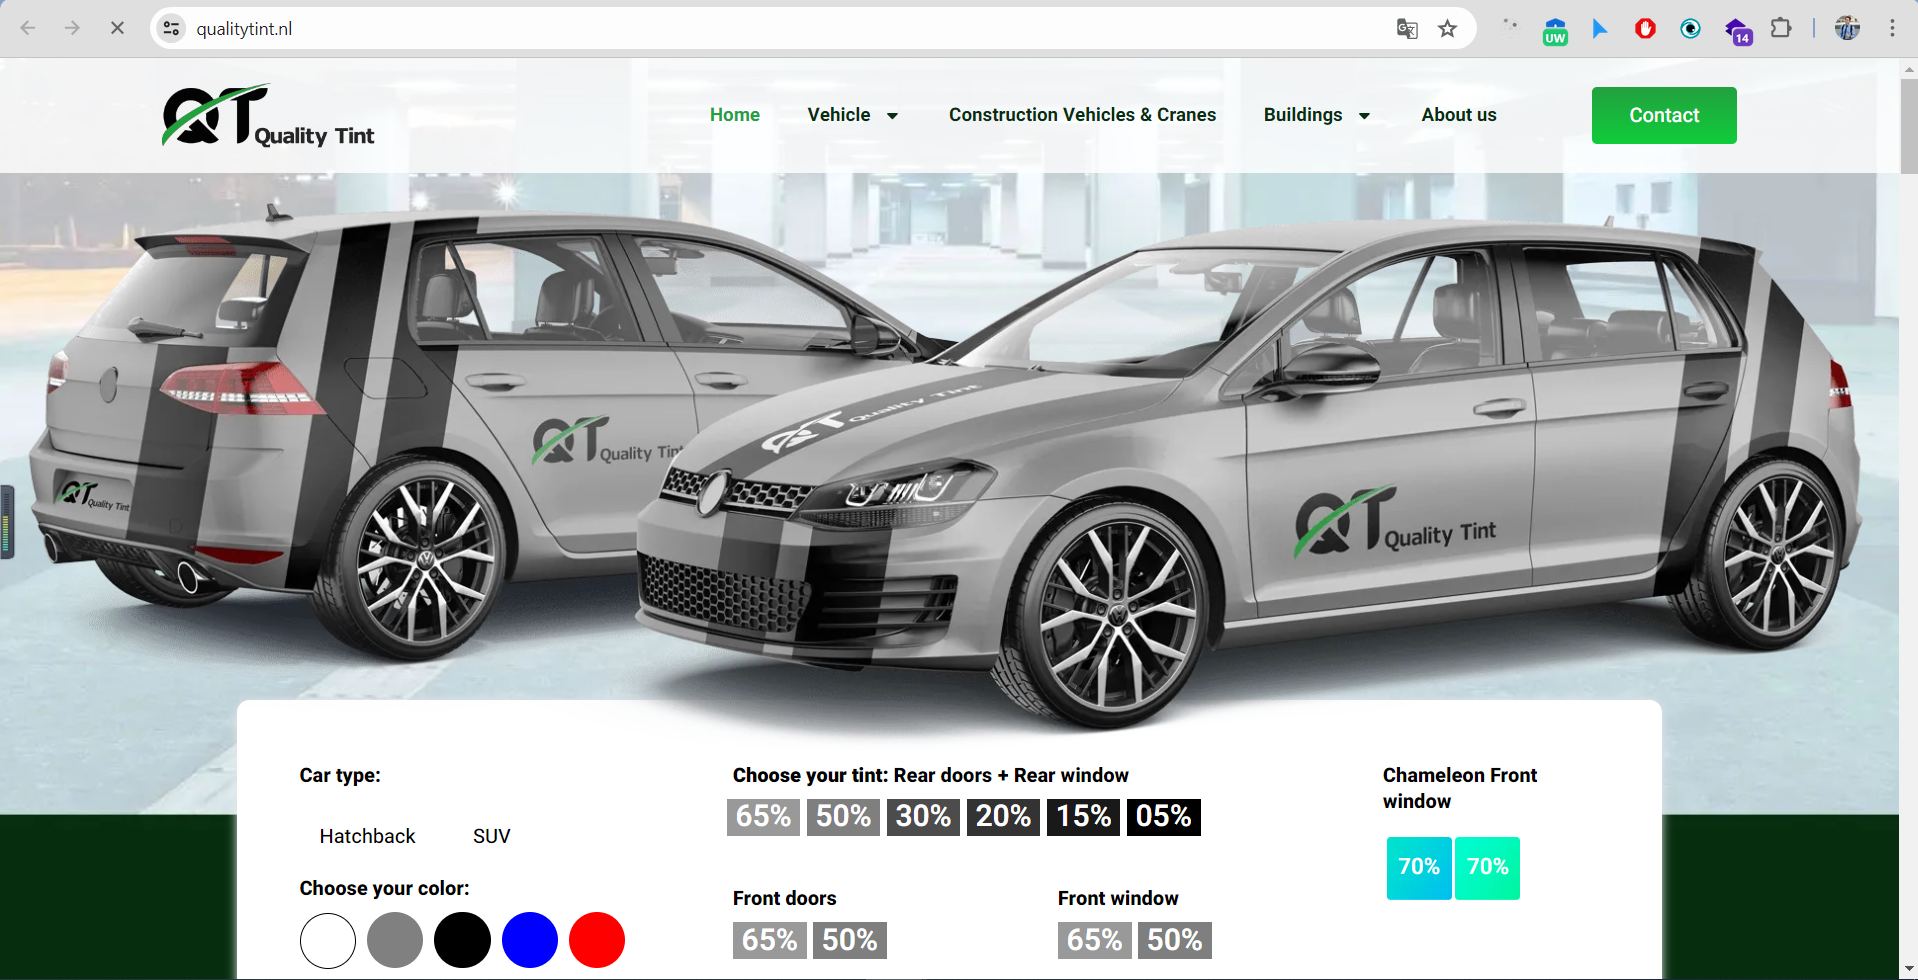 qualitytint.nl
UW
14
QT Quality Tint
Home
Vehicle
Construction Vehicles & Cranes
Buildings
About us
Contact
QT Quality Tint
QT Quality Tint
QT Quality Tint
QT Quality Tint
Car type:
Hatchback
SUV
Choose your color:
Choose your tint: Rear doors + Rear window
65% 50% 30% 20% 15% 05%
Front doors
65% 50%
Front window
65% 50%
Chameleon Front
window
70% 70%